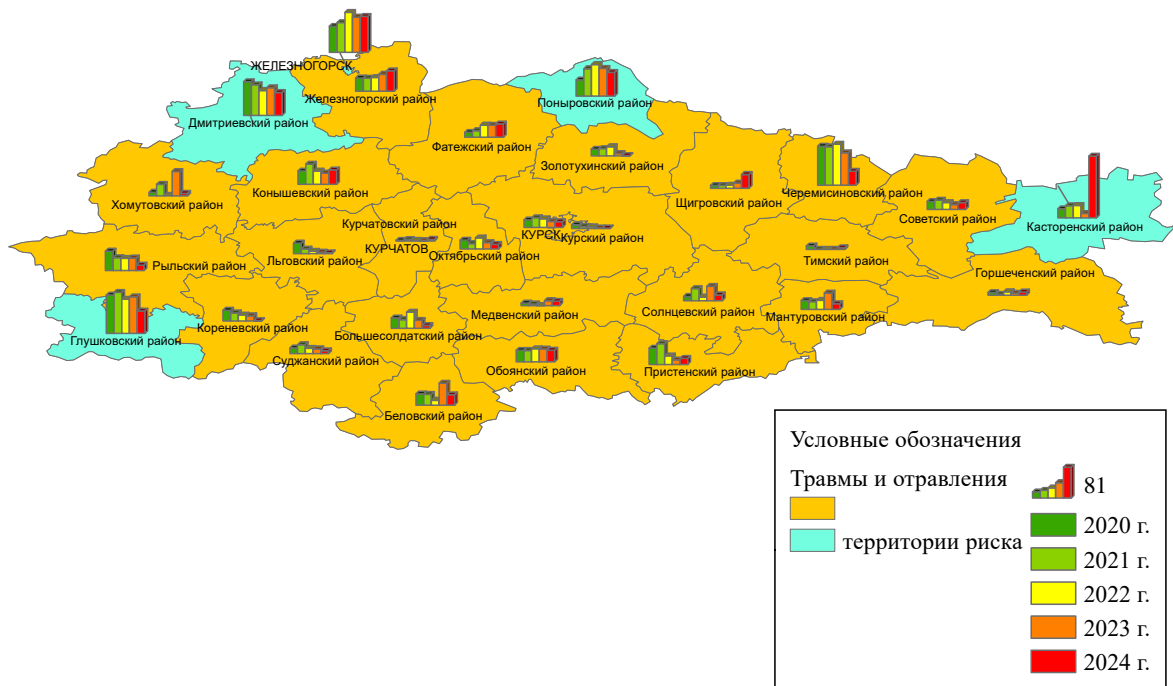 ЖЕЛЕЗНОГОРСК
Железногорский район
Дмитриевский район
Поныровский район
Фатежский район
Золотухинский район
Конышевский район
Хомутовский район
Щигровский район
Черемисиновский район
Советский район
Касторенский район
Курчатовский район
КУРЧАТОВ
Октябрьский район
КУРСК
Курский район
Рыльский район
Льговский район
Тимский район
Горшеченский район
Глушковский район
Кореневский район
Большесолдатский район
Медвенский район
Солнцевский район
Мантуровский район
Суджанский район
Обоянский район
Пристенский район
Беловский район
Условные обозначения
Травмы и отравления
территории риска
81
2020 г.
2021 г.
2022 г.
2023 г.
2024 г.